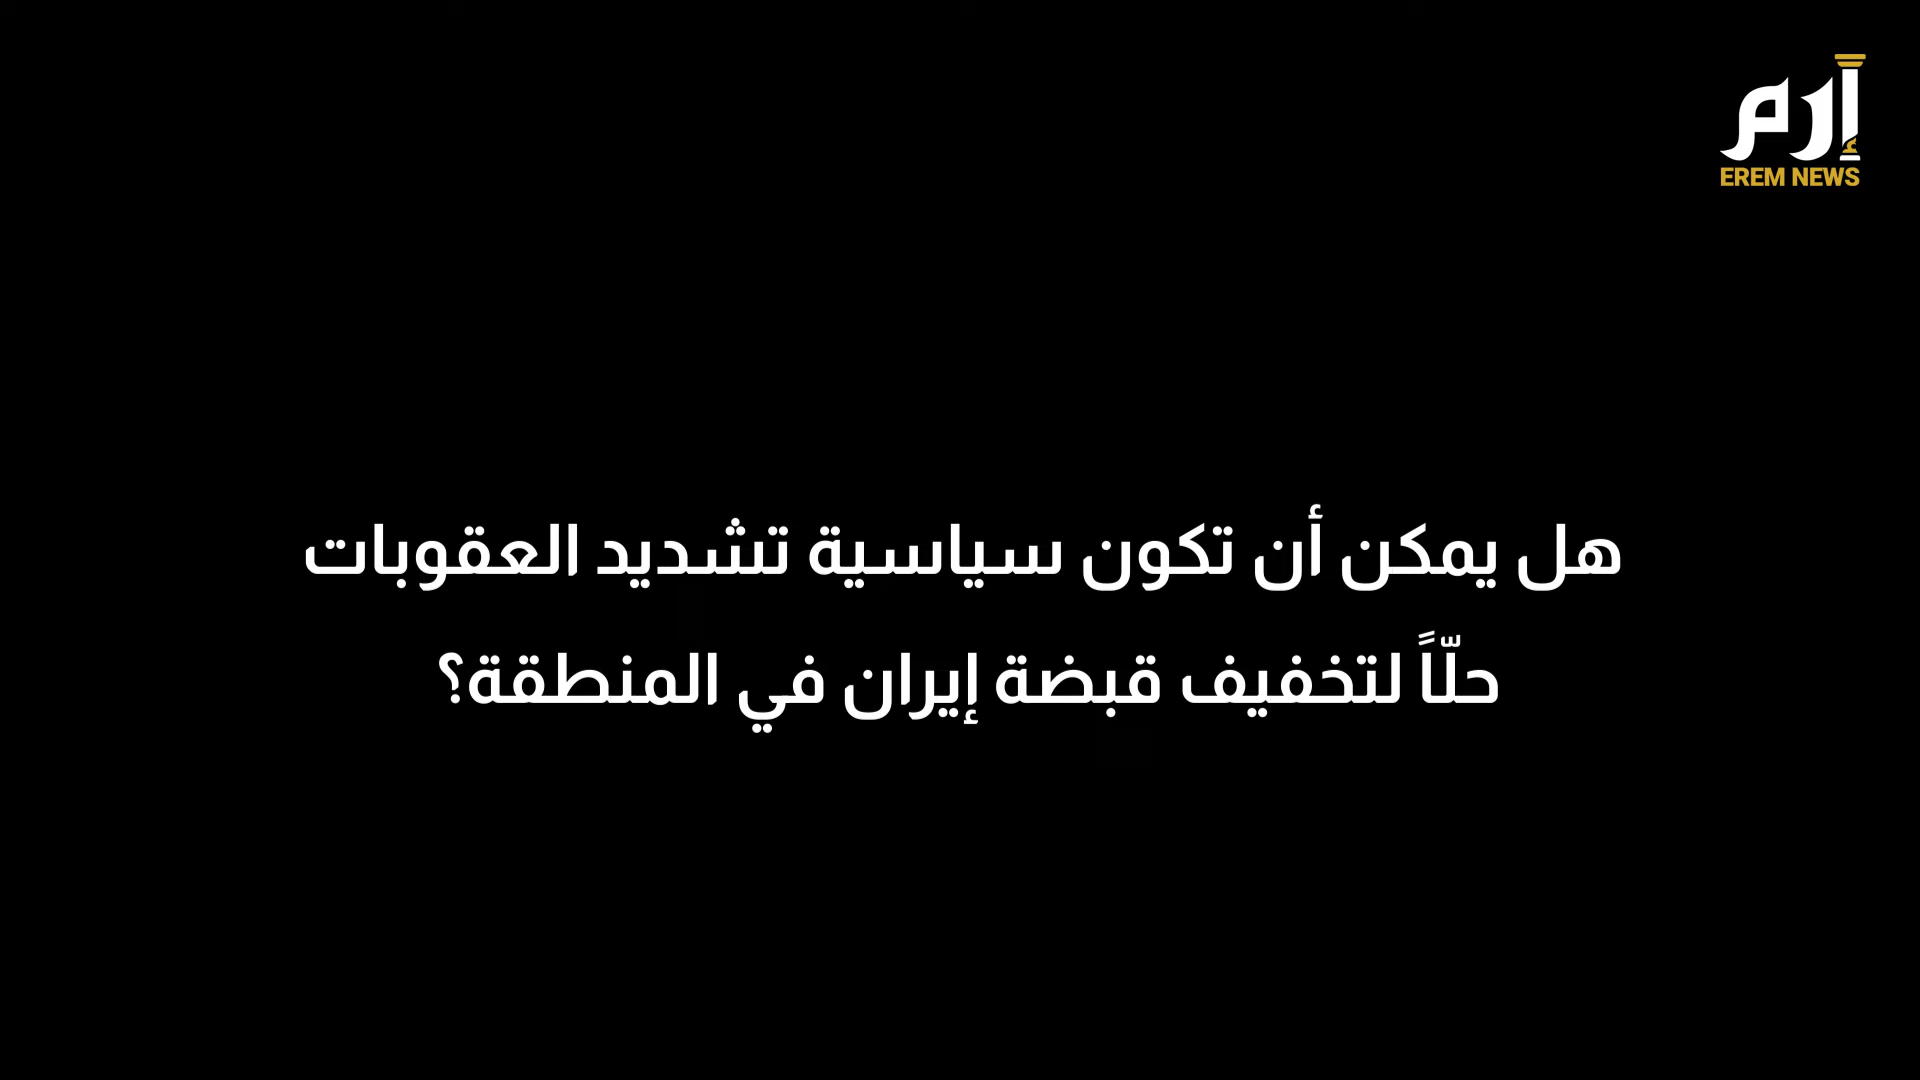 إرم
EREM NEWS
هل يمكن أن تكون سياسية تشديد العقوبات
حلّاً لتخفيف قبضة إيران في المنطقة؟